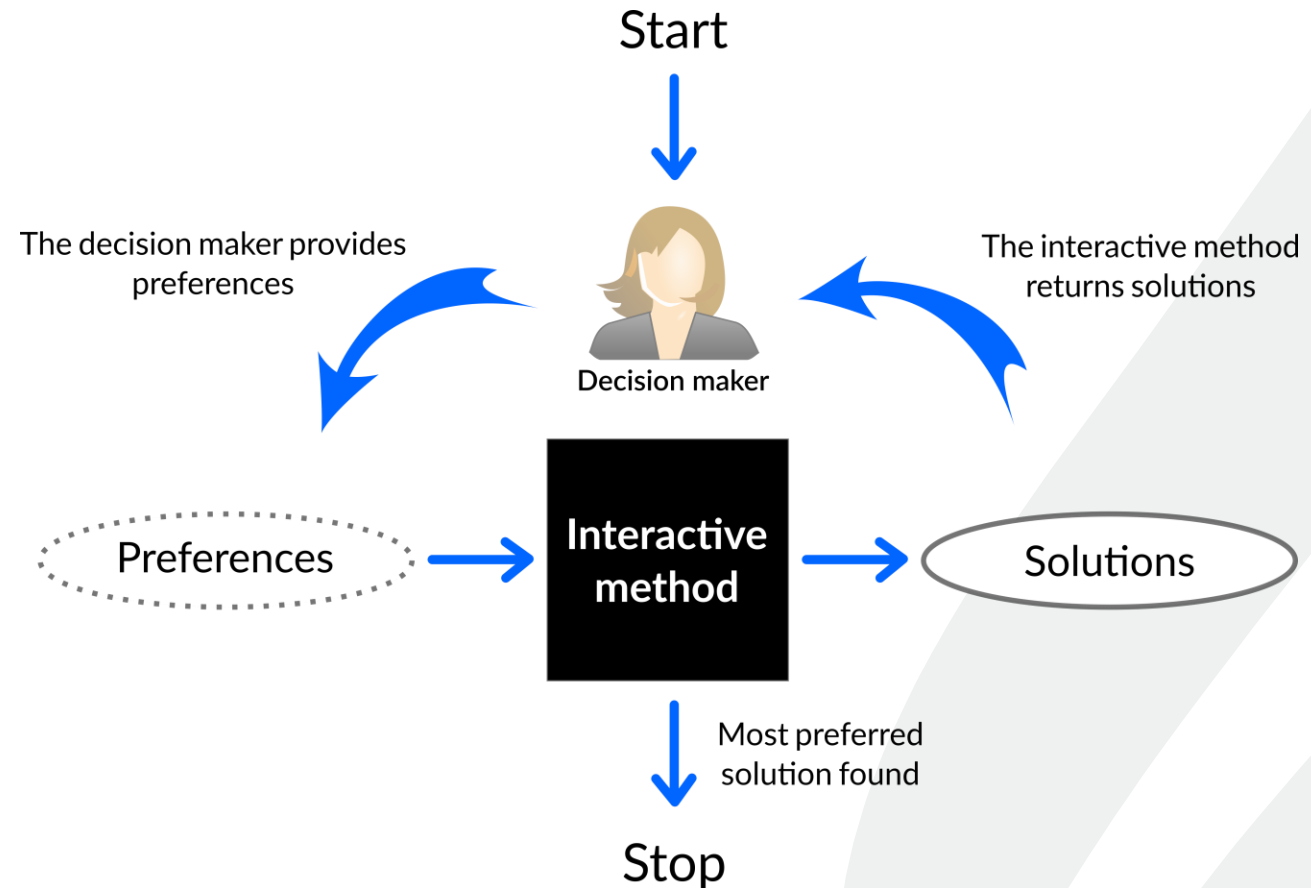 Start
The decision maker provides
preferences
The interactive method
returns solutions
Decision maker
Preferences
Interactive
method
Solutions
Most preferred
solution found
Stop